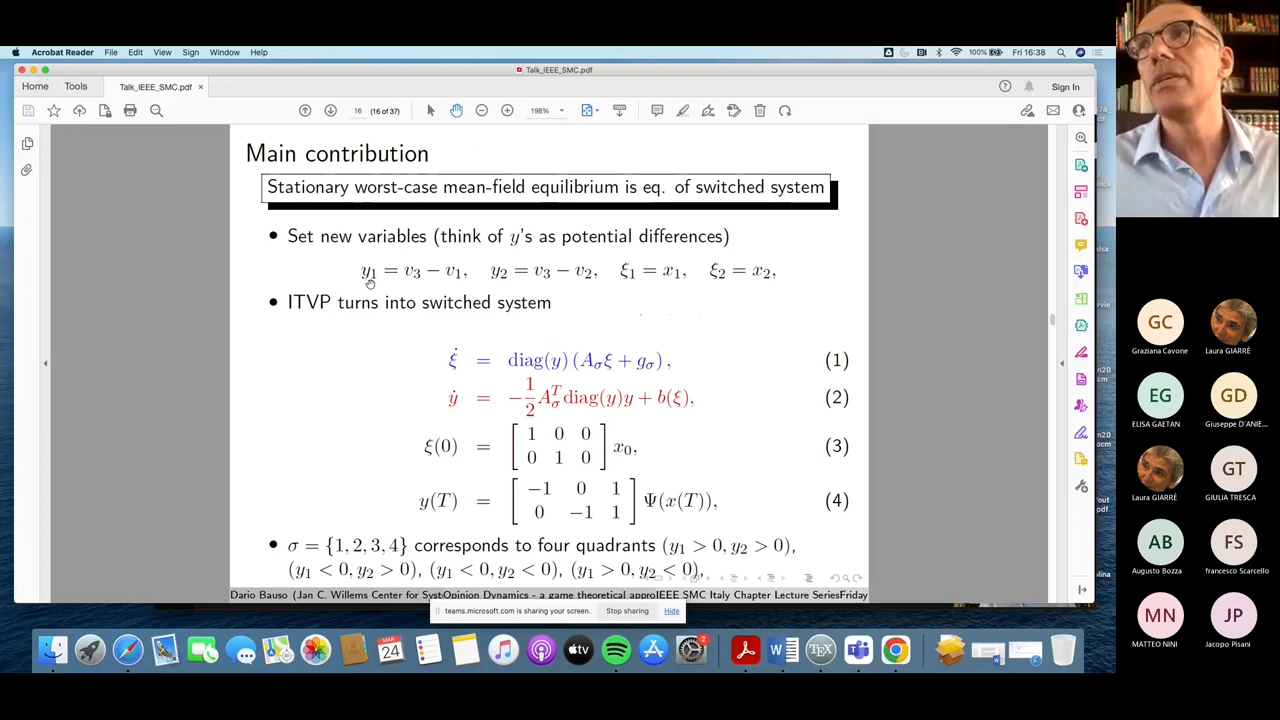 Acrobat Reader File Edit View Sign Window Help 100% Fri 16:38
Talk_IEEE_SMC.pdf
Home Tools Talk_IEEE_SMC.pdf × Sign In
16 (16 of 37) 198%
Main contribution
Stationary worst-case mean-field equilibrium is eq. of switched system
• Set new variables (think of y's as potential differences)
y₁ = v₃ − v₁, y₂ = v₃ − v₂, ξ₁ = x₁, ξ₂ = x₂,
• ITVP turns into switched system
ξ̇ = diag(y) (A_σξ + g_σ), (1)
ẏ = −1/2 A_σ^T diag(y)y + b(ξ), (2)
ξ(0) = [1 0 0; 0 1 0] x₀, (3)
y(T) = [−1 0 1; 0 −1 1] Ψ(x(T)), (4)
• σ = {1, 2, 3, 4} corresponds to four quadrants (y₁ > 0, y₂ > 0),
(y₁ 0, y₂ 0), (y₁ < 0, y₂ < 0), (y₁ > 0, y₂ < 0),
Dario Bauso (Jan C. Willems Center for Syst Opinion Dynamics - a game theoretical appro IEEE SMC Italy Chapter Lecture Series Friday
teams.microsoft.com is sharing your screen. Stop sharing Hide
GC
Graziana Cavone
Laura GIARRÈ
EG
ELISA GAETAN
GD
Giuseppe D'ANIE...
Laura GIARRÈ
GT
GIULIA TRESCA
AB
Augusto Bozza
FS
francesco Scarcello
MN
MATTEO NINI
JP
Jacopo Pisani
MAR
24
2
W
TEX